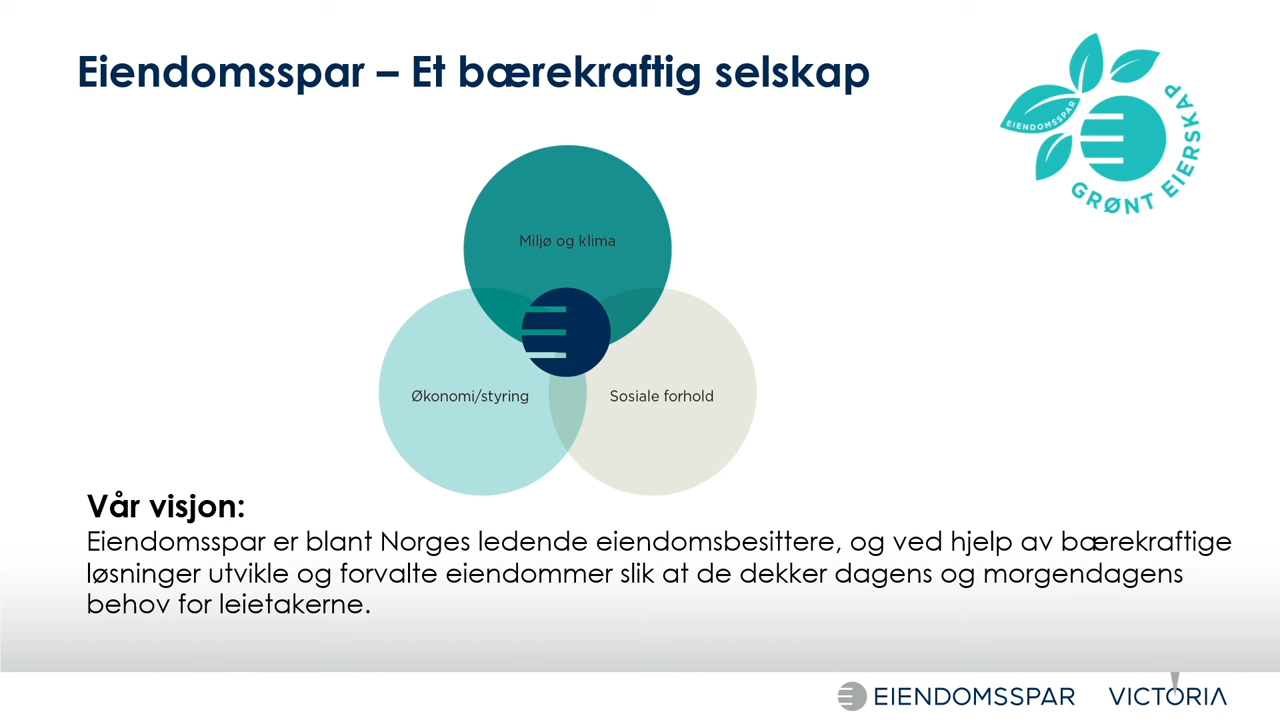 Eiendomsspar – Et bærekraftig selskap
EIENDOMSSPAR
GRØNT EIERSKAP
Miljø og klima
Økonomi/styring
Sosiale forhold
Vår visjon:
Eiendomsspar er blant Norges ledende eiendomsbesittere, og ved hjelp av bærekraftige
løsninger utvikle og forvalte eiendommer slik at de dekker dagens og morgendagens
behov for leietakerne.
EIENDOMSSPAR
VICTORIA